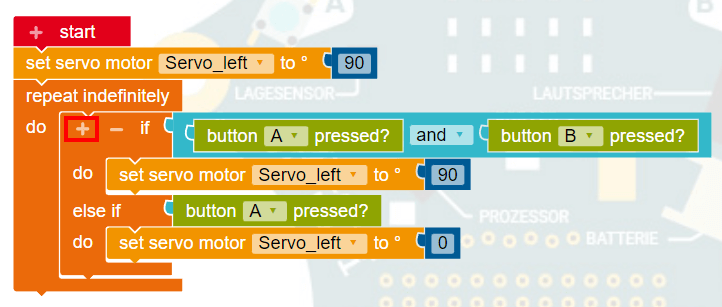 A
B
+ start
set servo motor Servo_left ▾ to ° 90
repeat indefinitely
LAGESENSOR
LAUTSPRECHER
do + − if button A ▾ pressed? and ▾ button B ▾ pressed?
do set servo motor Servo_left ▾ to ° 90
else if button A ▾ pressed?
PROZESSOR
do set servo motor Servo_left ▾ to ° 0
BATTERIE